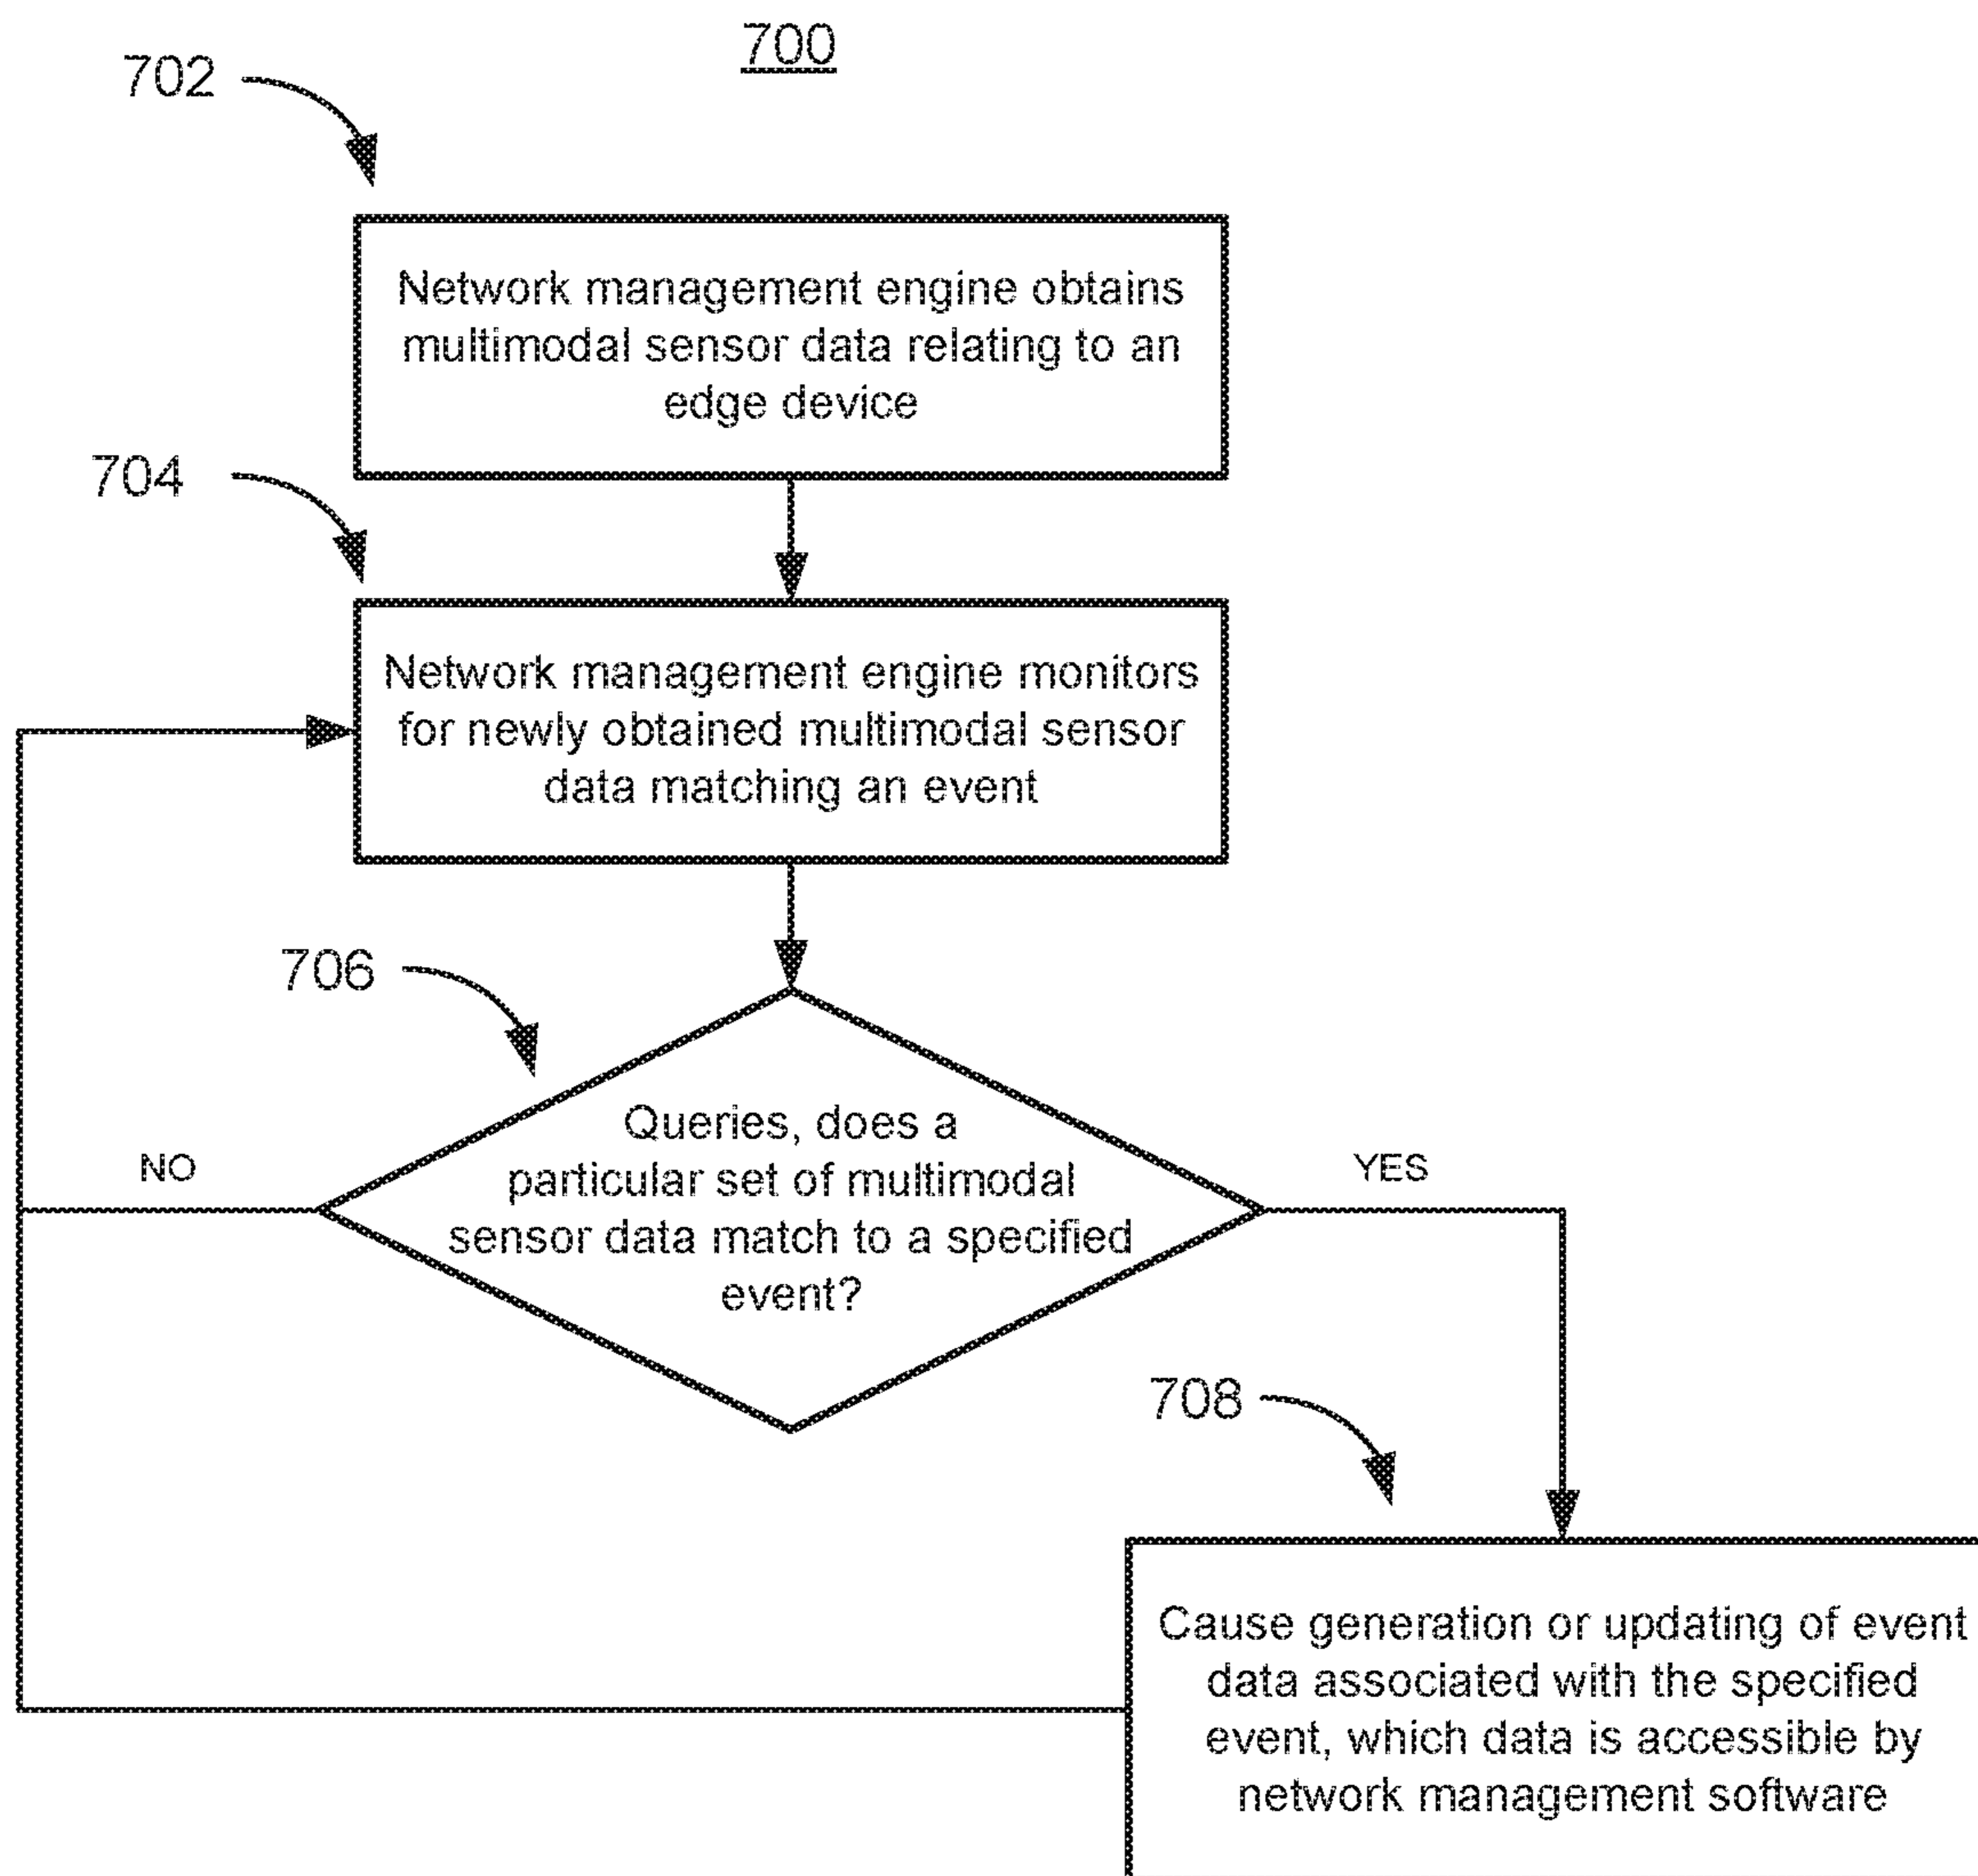 700
702
Network management engine obtains
multimodal sensor data relating to an
edge device
704
Network management engine monitors
for newly obtained multimodal sensor
data matching an event
706
Queries, does a
particular set of multimodal
sensor data match to a specified
event?
NO
YES
708
Cause generation or updating of event
data associated with the specified
event, which data is accessible by
network management software